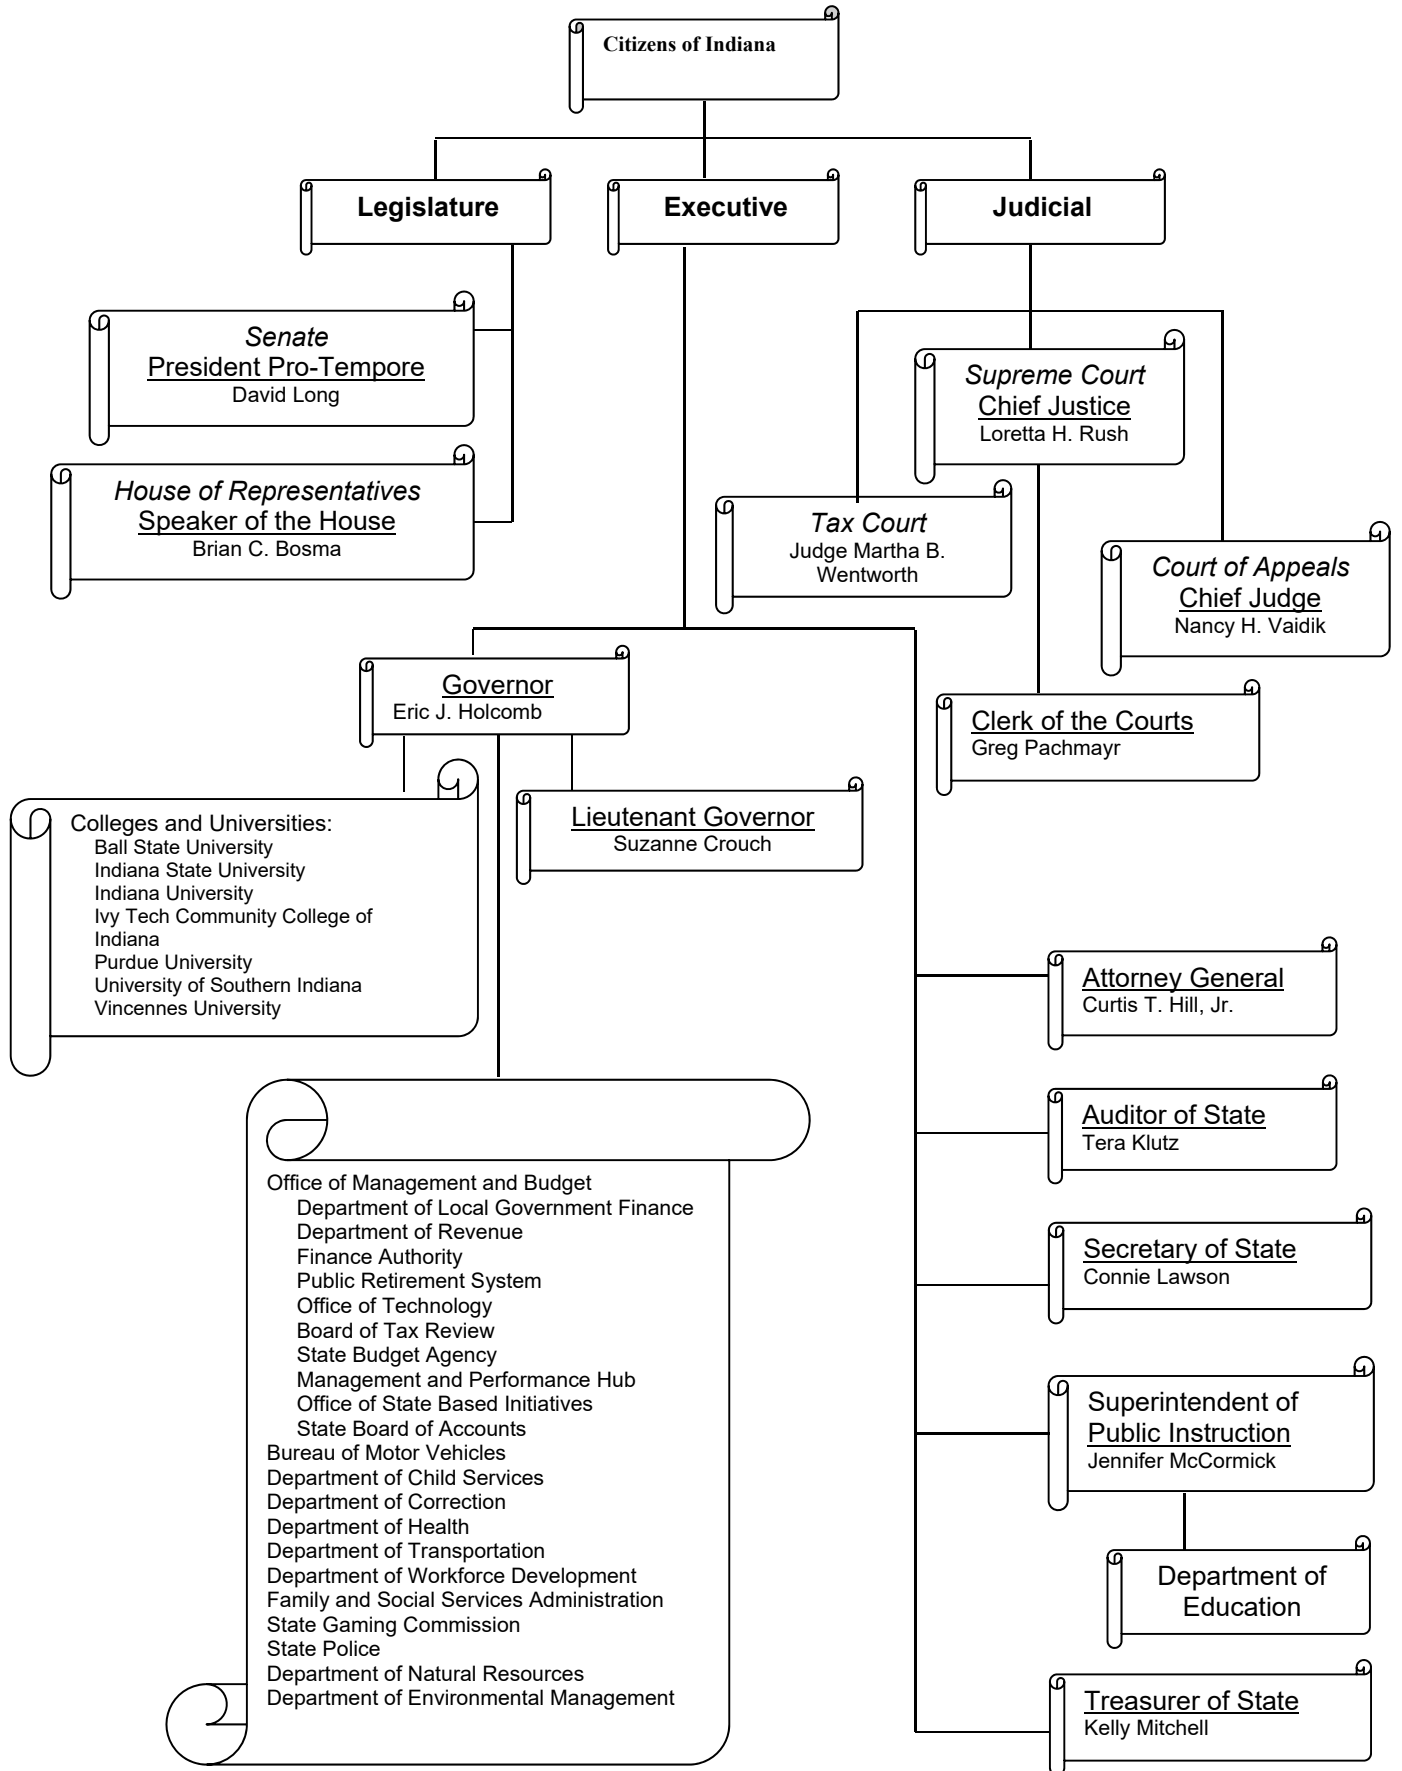 Citizens of Indiana
Legislature
Executive
Judicial
Senate
President Pro-Tempore
David Long
House of Representatives
Speaker of the House
Brian C. Bosma
Supreme Court
Chief Justice
Loretta H. Rush
Tax Court
Judge Martha B.
Wentworth
Court of Appeals
Chief Judge
Nancy H. Vaidik
Clerk of the Courts
Greg Pachmayr
Governor
Eric J. Holcomb
Lieutenant Governor
Suzanne Crouch
Colleges and Universities:
Ball State University
Indiana State University
Indiana University
Ivy Tech Community College of
Indiana
Purdue University
University of Southern Indiana
Vincennes University
Office of Management and Budget
Department of Local Government Finance
Department of Revenue
Finance Authority
Public Retirement System
Office of Technology
Board of Tax Review
State Budget Agency
Management and Performance Hub
Office of State Based Initiatives
State Board of Accounts
Bureau of Motor Vehicles
Department of Child Services
Department of Correction
Department of Health
Department of Transportation
Department of Workforce Development
Family and Social Services Administration
State Gaming Commission
State Police
Department of Natural Resources
Department of Environmental Management
Attorney General
Curtis T. Hill, Jr.
Auditor of State
Tera Klutz
Secretary of State
Connie Lawson
Superintendent of
Public Instruction
Jennifer McCormick
Department of
Education
Treasurer of State
Kelly Mitchell